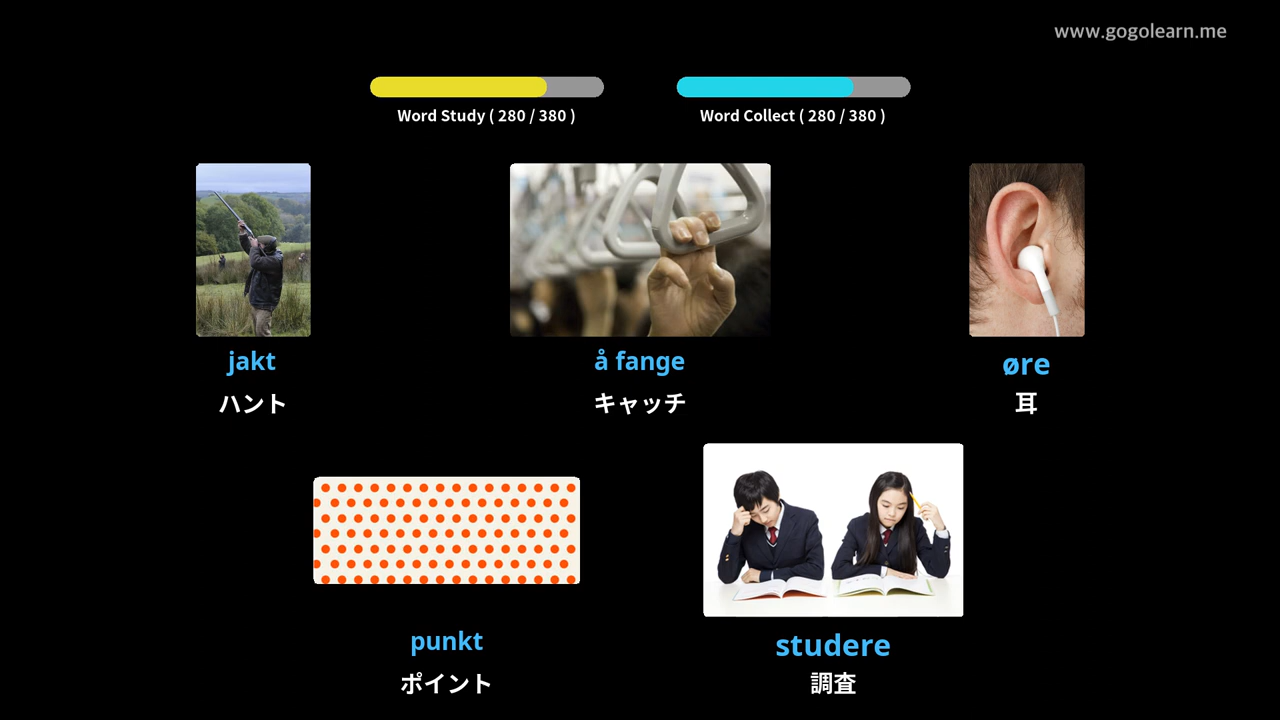 www.gogolearn.me
Word Study ( 280 / 380 )
Word Collect ( 280 / 380 )
jakt
ハント
å fange
キャッチ
øre
耳
punkt
ポイント
studere
調査